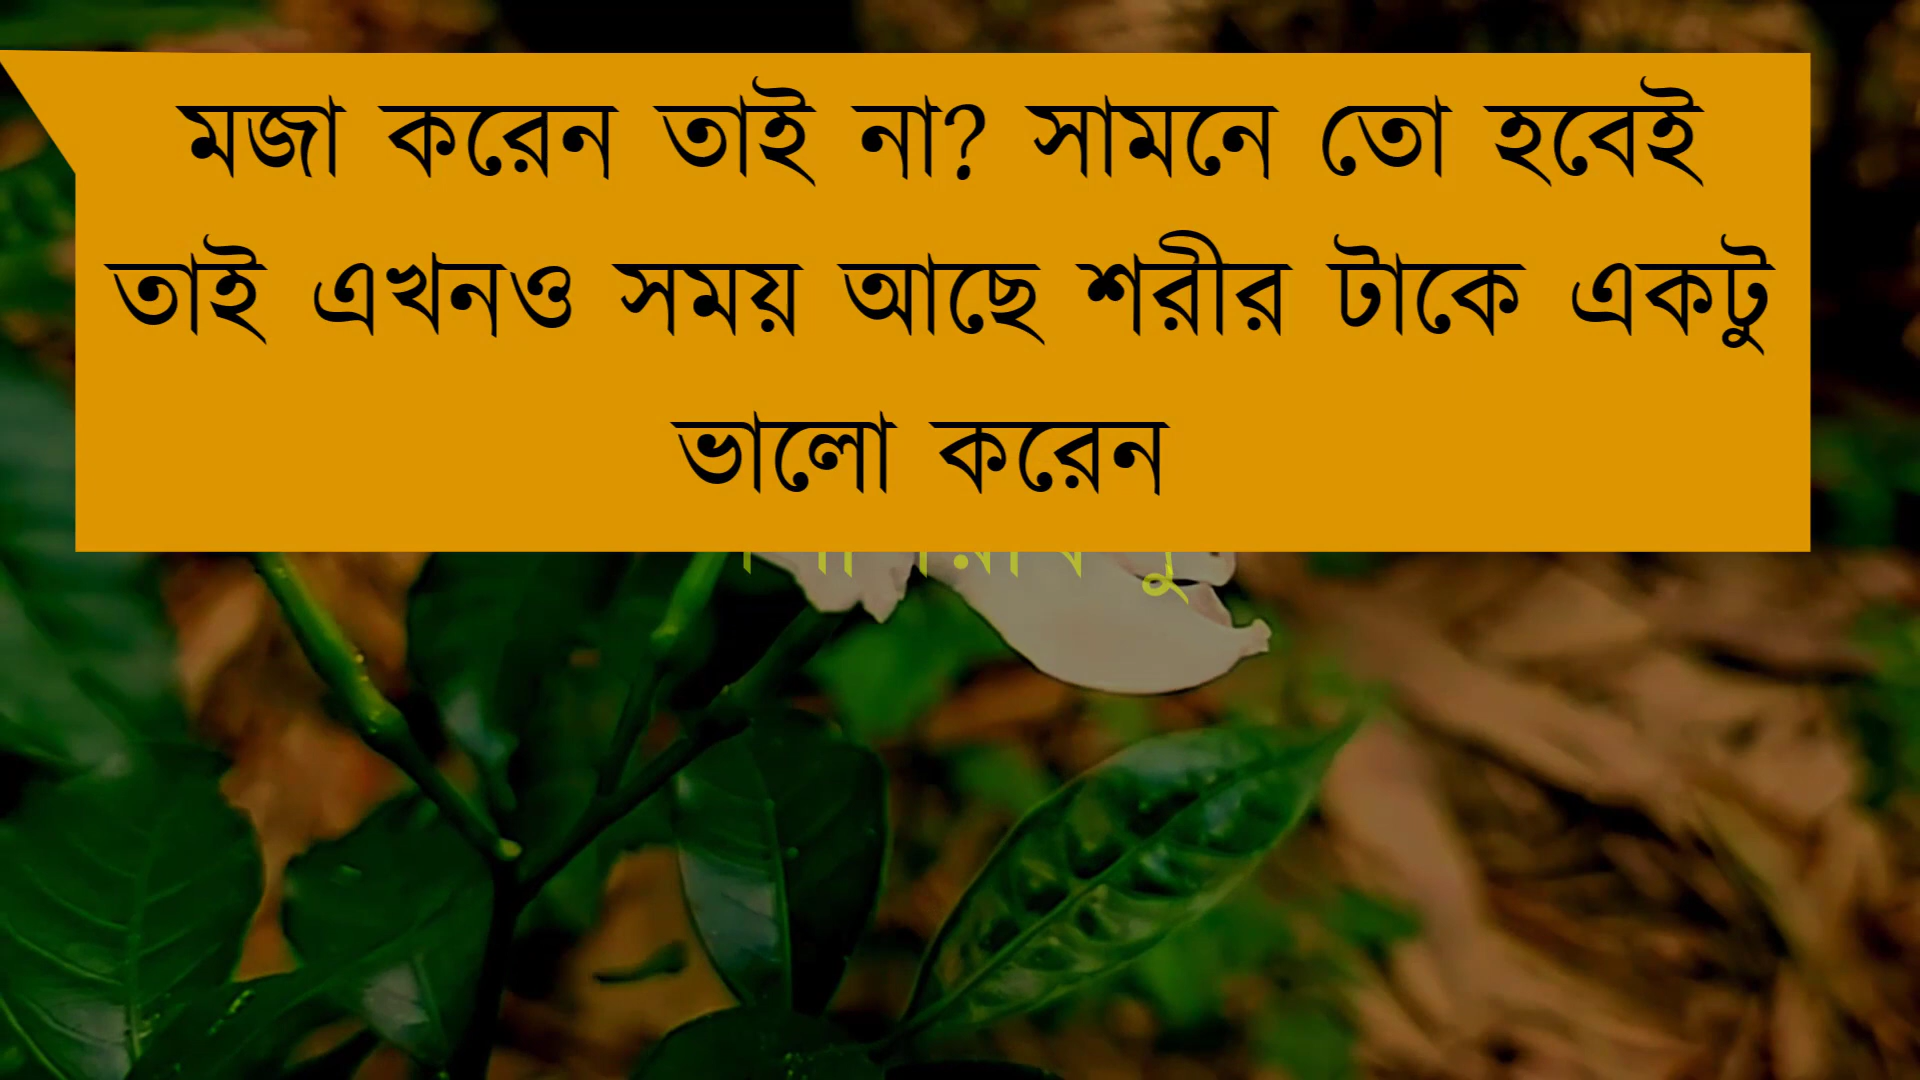 মজা করেন তাই না? সামনে তো হবেই
তাই এখনও সময় আছে শরীর টাকে একটু
ভালো করেন